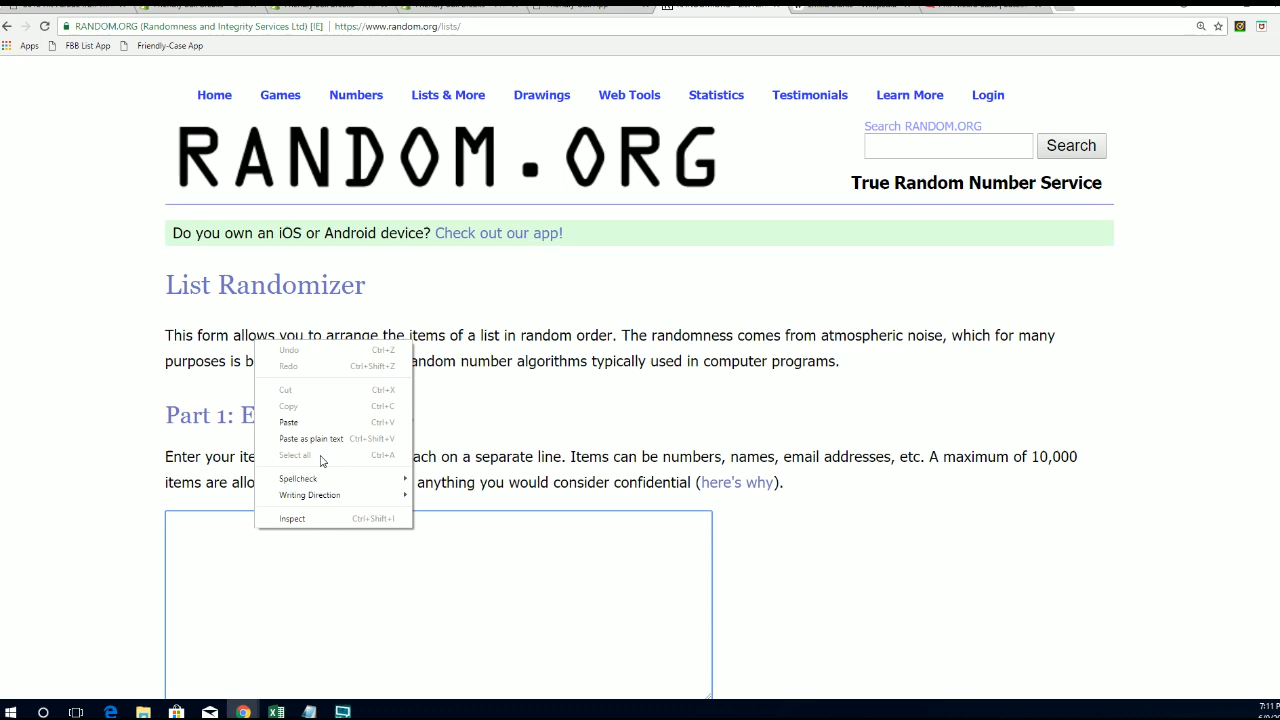 RANDOM.ORG (Randomness and Integrity Services Ltd) [IE] https://www.random.org/lists/
Apps FBB List App Friendly-Case App
Home Games Numbers Lists & More Drawings Web Tools Statistics Testimonials Learn More Login
RANDOM.ORG
Search RANDOM.ORG
Search
True Random Number Service
Do you own an iOS or Android device? Check out our app!
List Randomizer
This form allows you to arrange the items of a list in random order. The randomness comes from atmospheric noise, which for many
purposes is b andom number algorithms typically used in computer programs.
Part 1: E
Enter your ite ach on a separate line. Items can be numbers, names, email addresses, etc. A maximum of 10,000
items are allo anything you would consider confidential (here's why).
Undo Ctrl+Z
Redo Ctrl+Shift+Z
Cut Ctrl+X
Copy Ctrl+C
Paste Ctrl+V
Paste as plain text Ctrl+Shift+V
Select all Ctrl+A
Spellcheck
Writing Direction
Inspect Ctrl+Shift+I
7:11 P